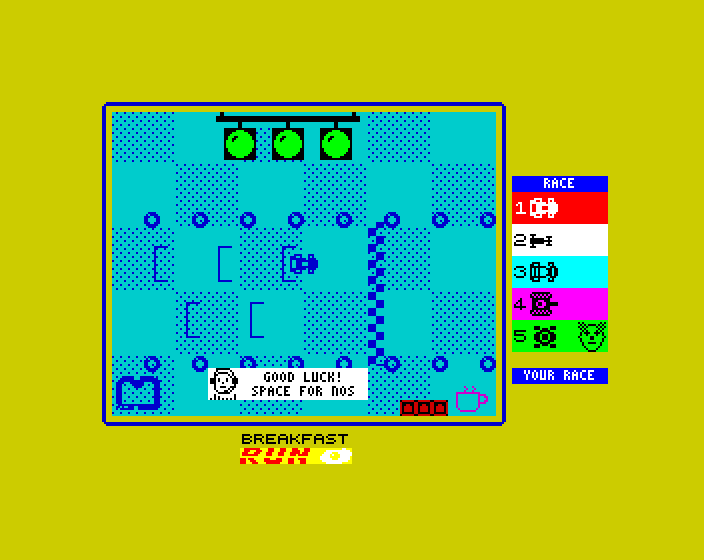 RACE
1
2
3
4
5
YOUR RACE
GOOD LUCK!
SPACE FOR NOS
BREAKFAST
RUN